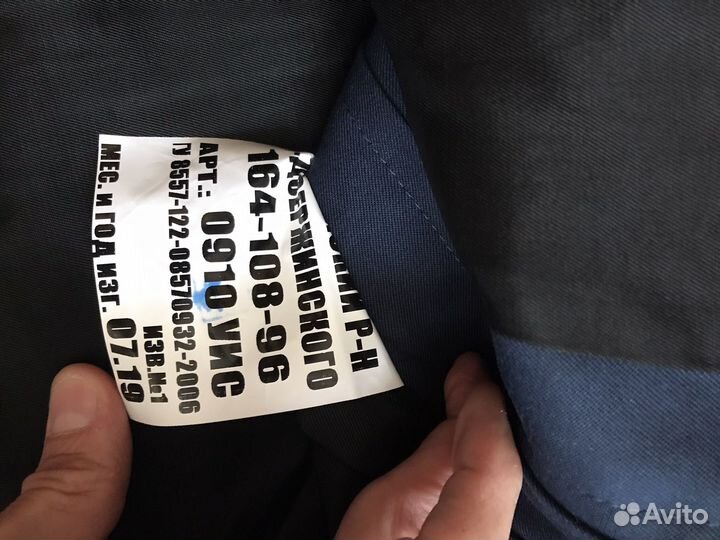 Р-Н
.ДЗЕРЖИНСКОГО
164-108-96
АРТ.: 0910 УИС
ТУ 8557-122-08570932-2006
ИЗВ.№1
МЕС. И ГОД ИЗГ. 07.19
Avito